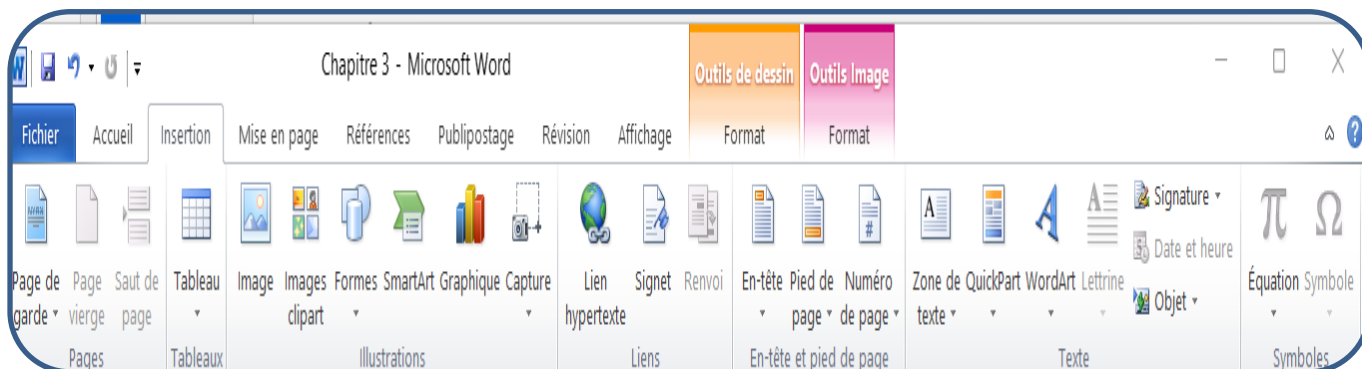 W
Chapitre 3 - Microsoft Word
Outils de dessin Outils Image
Fichier Accueil Insertion Mise en page Références Publipostage Révision Affichage Format Format
Page de garde Page vierge Saut de page Tableau Image Images clipart Formes SmartArt Graphique Capture Lien hypertexte Signet Renvoi En-tête Pied de page Numéro de page Zone de texte QuickPart WordArt Lettrine
Signature
Date et heure
Objet
Équation Symbole
Pages Tableaux Illustrations Liens En-tête et pied de page Texte Symboles